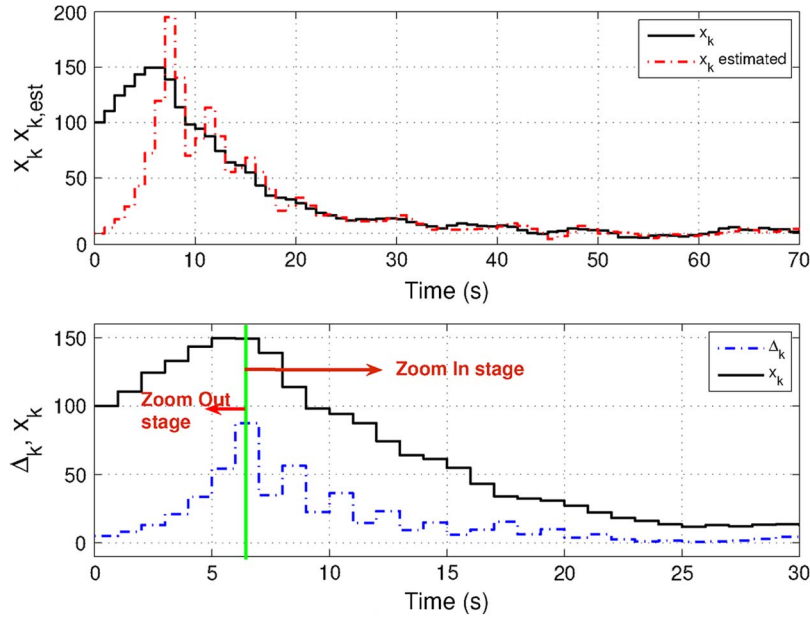 200
150
100
50
0
x_k x_k,est
x_k
x_k estimated
0 10 20 30 40 50 60 70
Time (s)
150
100
50
0
Δ_k, x_k
Δ_k
x_k
Zoom In stage
Zoom Out
stage
0 5 10 15 20 25 30
Time (s)